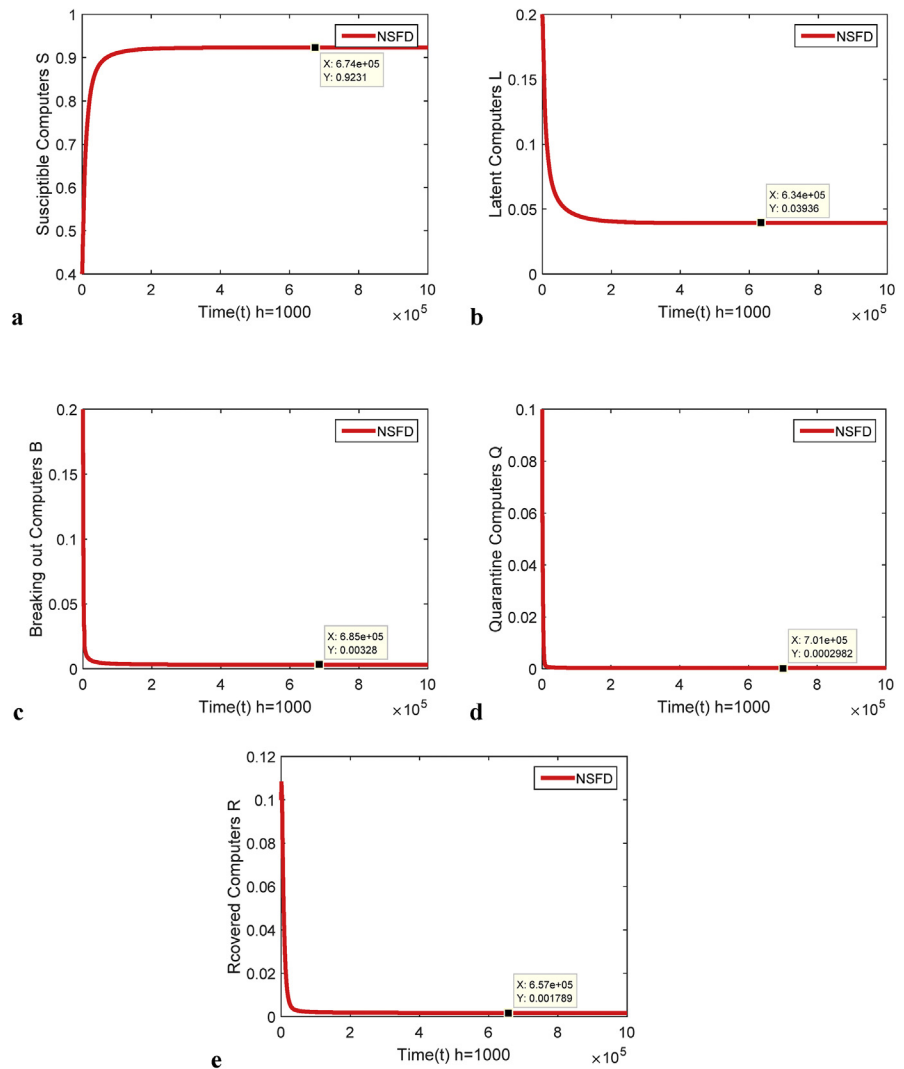 1
0.9
0.8
0.7
0.6
0.5
0.4
Susciptible Computers S
NSFD
X: 6.74e+05
Y: 0.9231
0 2 4 6 8 10
Time(t) h=1000 ×10^5
a
0.2
0.15
0.1
0.05
0
Latent Computers L
NSFD
X: 6.34e+05
Y: 0.03936
0 2 4 6 8 10
Time(t) h=1000 ×10^5
b
0.2
0.15
0.1
0.05
0
Breaking out Computers B
NSFD
X: 6.85e+05
Y: 0.00328
0 2 4 6 8 10
Time(t) h=1000 ×10^5
c
0.1
0.08
0.06
0.04
0.02
0
Quarantine Computers Q
NSFD
X: 7.01e+05
Y: 0.0002982
0 2 4 6 8 10
Time(t) h=1000 ×10^5
d
0.12
0.1
0.08
0.06
0.04
0.02
0
Rcovered Computers R
NSFD
X: 6.57e+05
Y: 0.001789
0 2 4 6 8 10
Time(t) h=1000 ×10^5
e